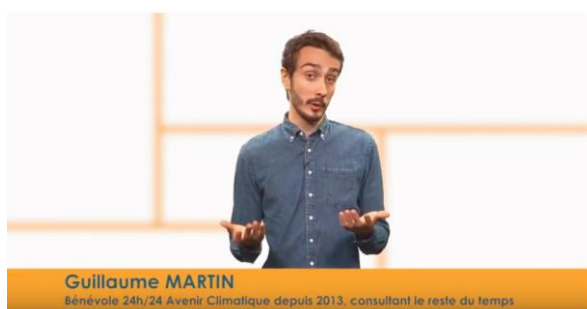 Guillaume MARTIN
Bénévole 24h/24 Avenir Climatique depuis 2013, consultant le reste du temps